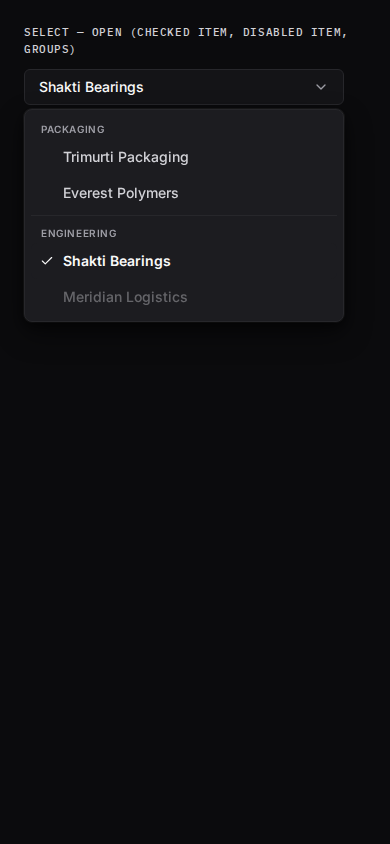 SELECT — OPEN (CHECKED ITEM, DISABLED ITEM,
GROUPS)
Shakti Bearings
PACKAGING
Trimurti Packaging
Everest Polymers
ENGINEERING
Shakti Bearings
Meridian Logistics